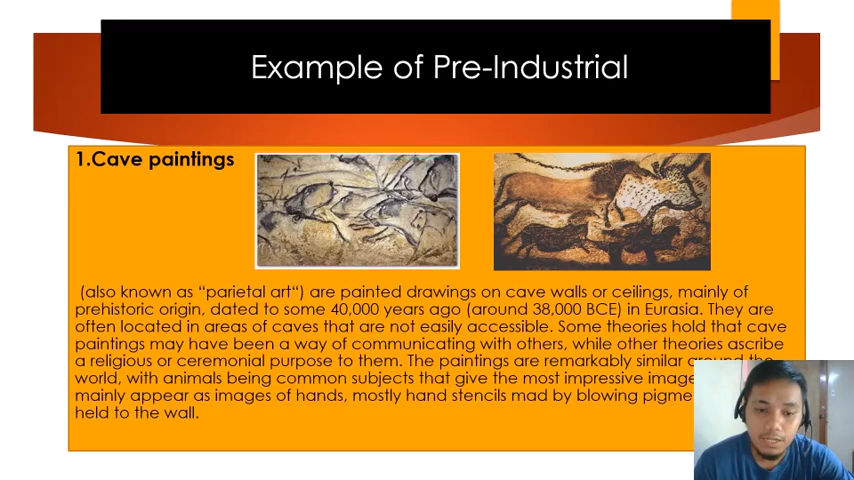 Example of Pre-Industrial
1.Cave paintings
(also known as “parietal art“) are painted drawings on cave walls or ceilings, mainly of
prehistoric origin, dated to some 40,000 years ago (around 38,000 BCE) in Eurasia. They are
often located in areas of caves that are not easily accessible. Some theories hold that cave
paintings may have been a way of communicating with others, while other theories ascribe
a religious or ceremonial purpose to them. The paintings are remarkably similar around the
world, with animals being common subjects that give the most impressive
mainly appear as images of hands, mostly hand stencils mad by blowing
held to the wall.